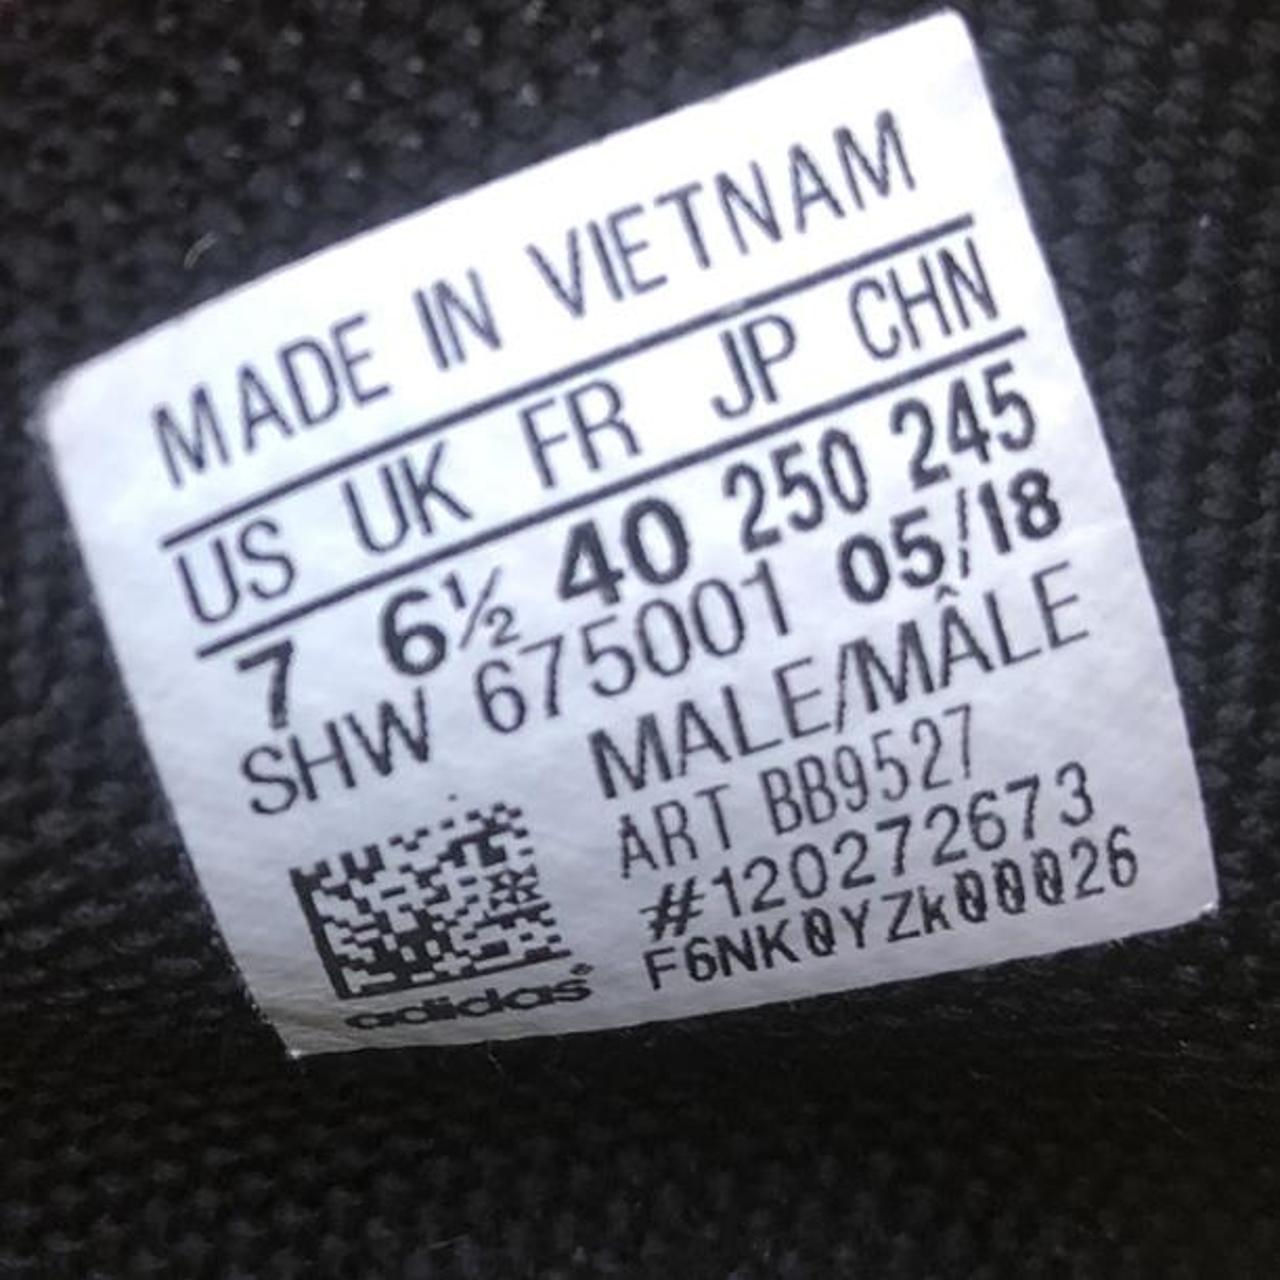 MADE IN VIETNAM
US UK FR JP CHN
7 6½ 40 250 245
SHW 675001 05/18
MALE/MÂLE
ART BB9527
#120272673
F6NK0YZk00026
adidas